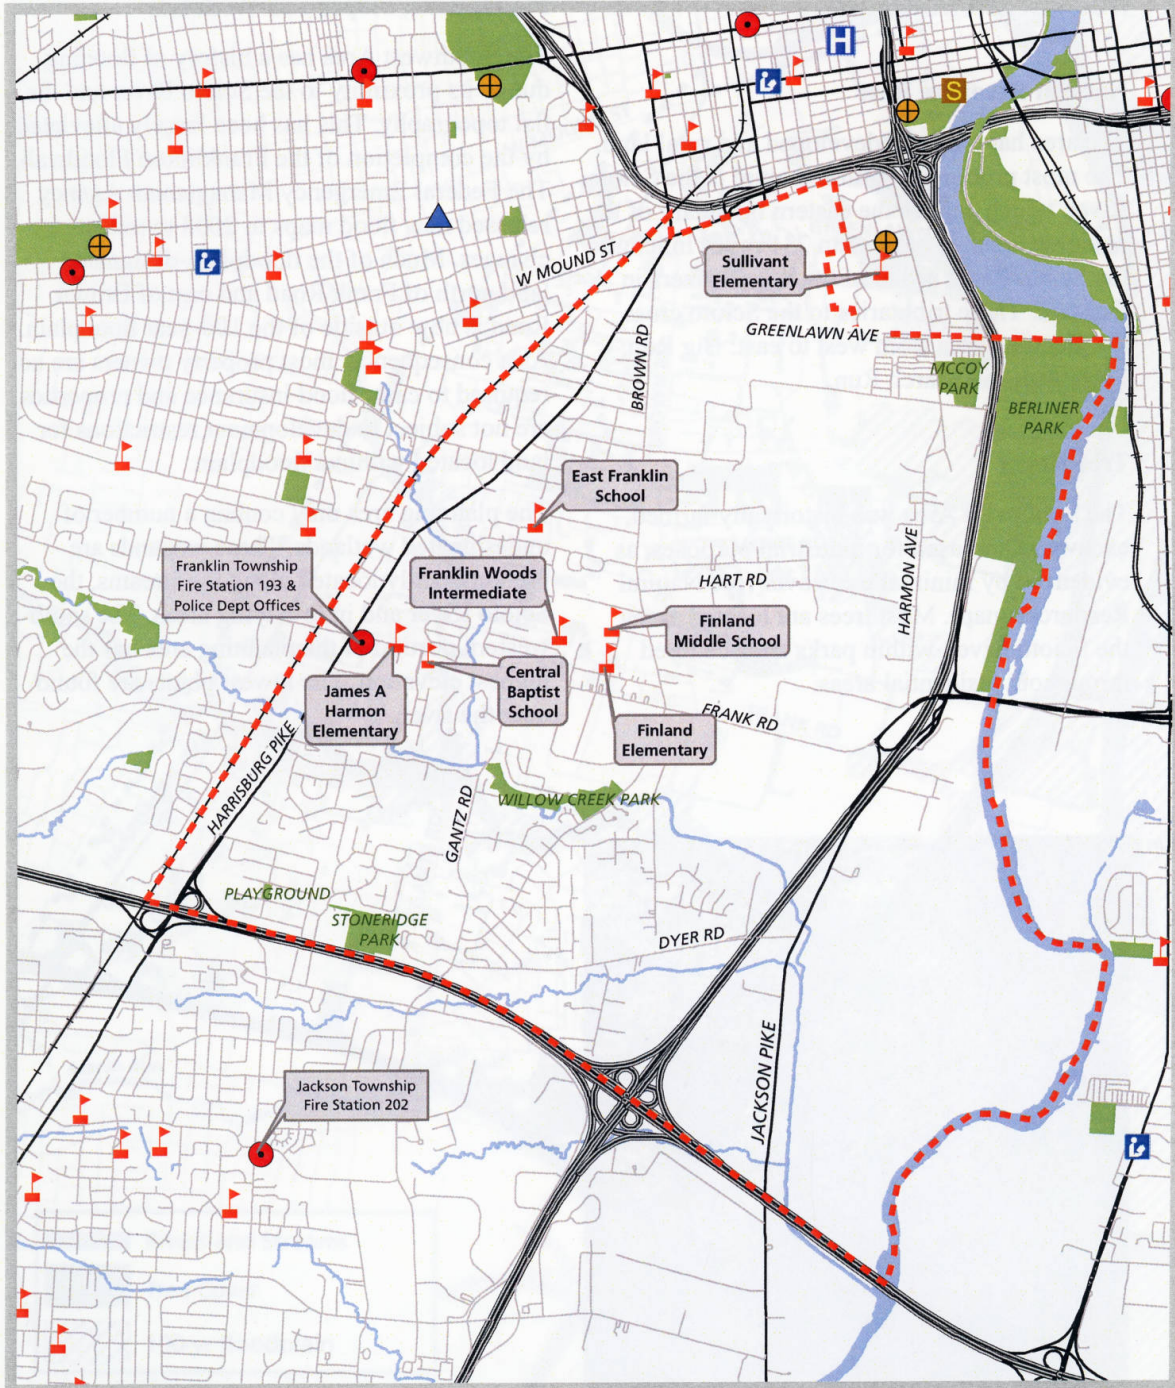 H
S
W MOUND ST
Sullivant
Elementary
GREENLAWN AVE
BROWN RD
MCCOY
PARK
BERLINER
PARK
East Franklin
School
HARMON AVE
Franklin Township
Fire Station 193 &
Police Dept Offices
Franklin Woods
Intermediate
HART RD
Finland
Middle School
James A
Harmon
Elementary
Central
Baptist
School
FRANK RD
Finland
Elementary
HARRISBURG PIKE
WILLOW CREEK PARK
GANTZ RD
PLAYGROUND
STONERIDGE
PARK
DYER RD
JACKSON PIKE
Jackson Township
Fire Station 202